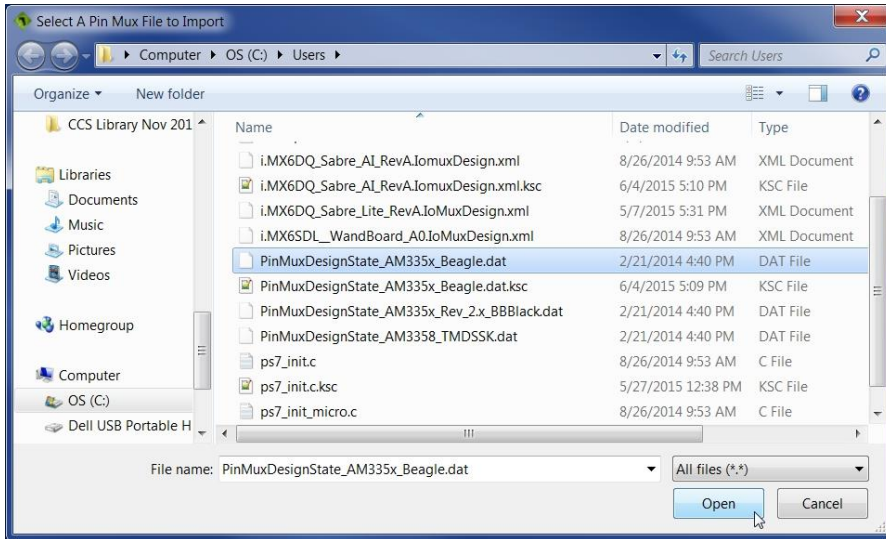 Select A Pin Mux File to Import
Computer OS (C:) Users
Search Users
Organize New folder
CCS Library Nov 201
Libraries
Documents
Music
Pictures
Videos
Homegroup
Computer
OS (C:)
Dell USB Portable H
Name Date modified Type
i.MX6DQ_Sabre_AI_RevA.IomuxDesign.xml 8/26/2014 9:53 AM XML Document
i.MX6DQ_Sabre_AI_RevA.IomuxDesign.xml.ksc 6/4/2015 5:10 PM KSC File
i.MX6DQ_Sabre_Lite_RevA.IoMuxDesign.xml 5/7/2015 5:31 PM XML Document
i.MX6SDL__WandBoard_A0.IoMuxDesign.xml 8/26/2014 9:53 AM XML Document
PinMuxDesignState_AM335x_Beagle.dat 2/21/2014 4:40 PM DAT File
PinMuxDesignState_AM335x_Beagle.dat.ksc 6/4/2015 5:09 PM KSC File
PinMuxDesignState_AM335x_Rev_2.x_BBBlack.dat 2/21/2014 4:40 PM DAT File
PinMuxDesignState_AM3358_TMDSSK.dat 2/21/2014 4:40 PM DAT File
ps7_init.c 8/26/2014 9:53 AM C File
ps7_init.c.ksc 5/27/2015 12:38 PM KSC File
ps7_init_micro.c 8/26/2014 9:53 AM C File
File name: PinMuxDesignState_AM335x_Beagle.dat All files (*.*)
Open Cancel